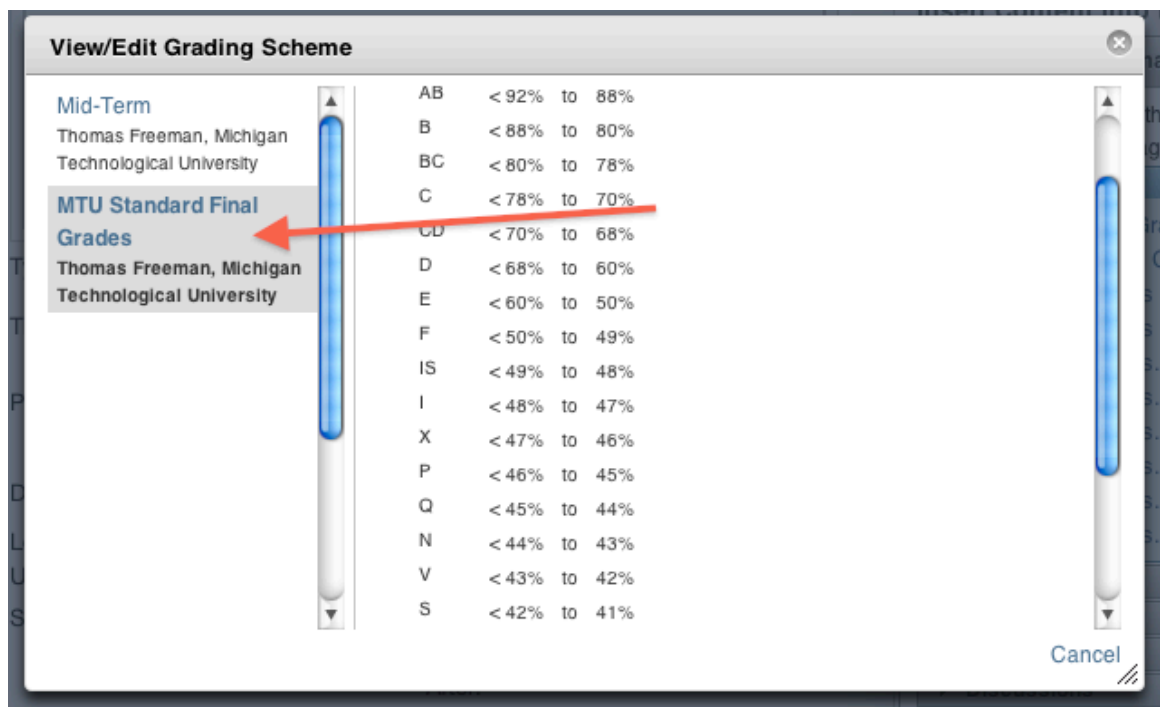 View/Edit Grading Scheme
Mid-Term
Thomas Freeman, Michigan
Technological University
MTU Standard Final
Grades
Thomas Freeman, Michigan
Technological University
AB < 92% to 88%
B < 88% to 80%
BC < 80% to 78%
C < 78% to 70%
CD < 70% to 68%
D < 68% to 60%
E < 60% to 50%
F < 50% to 49%
IS < 49% to 48%
I < 48% to 47%
X < 47% to 46%
P < 46% to 45%
Q < 45% to 44%
N < 44% to 43%
V < 43% to 42%
S < 42% to 41%
Cancel